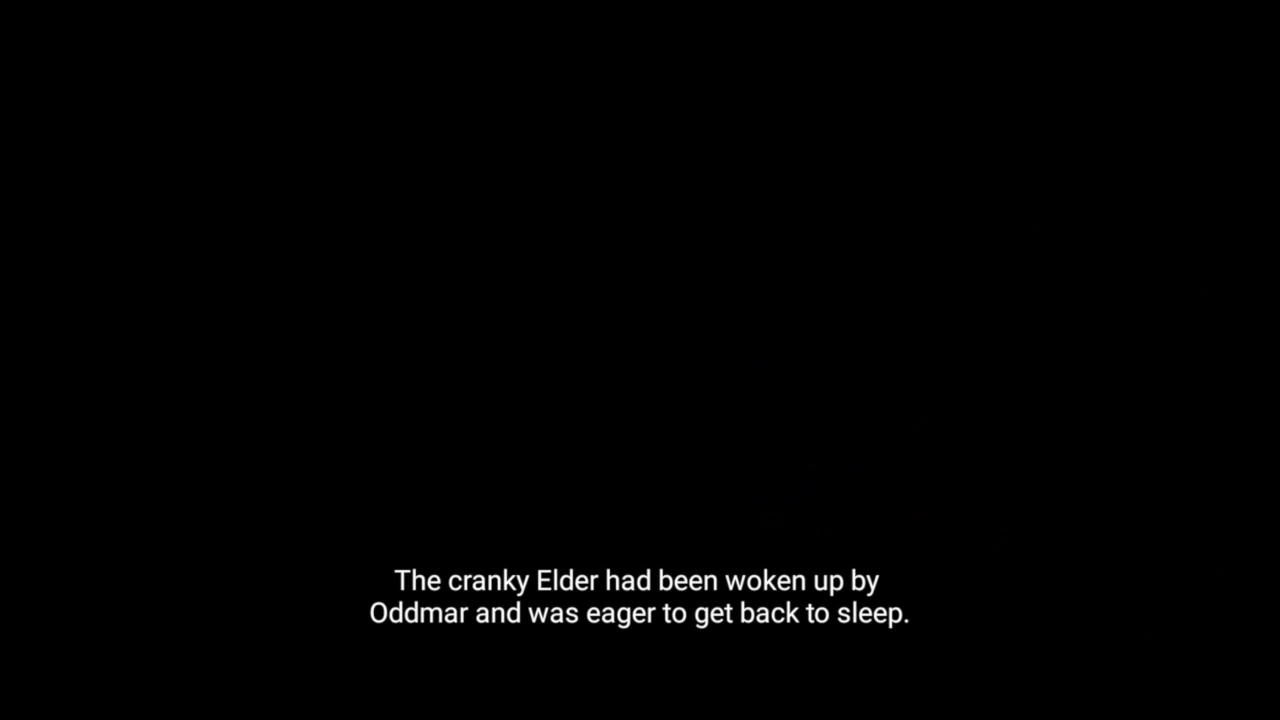 The cranky Elder had been woken up by
Oddmar and was eager to get back to sleep.